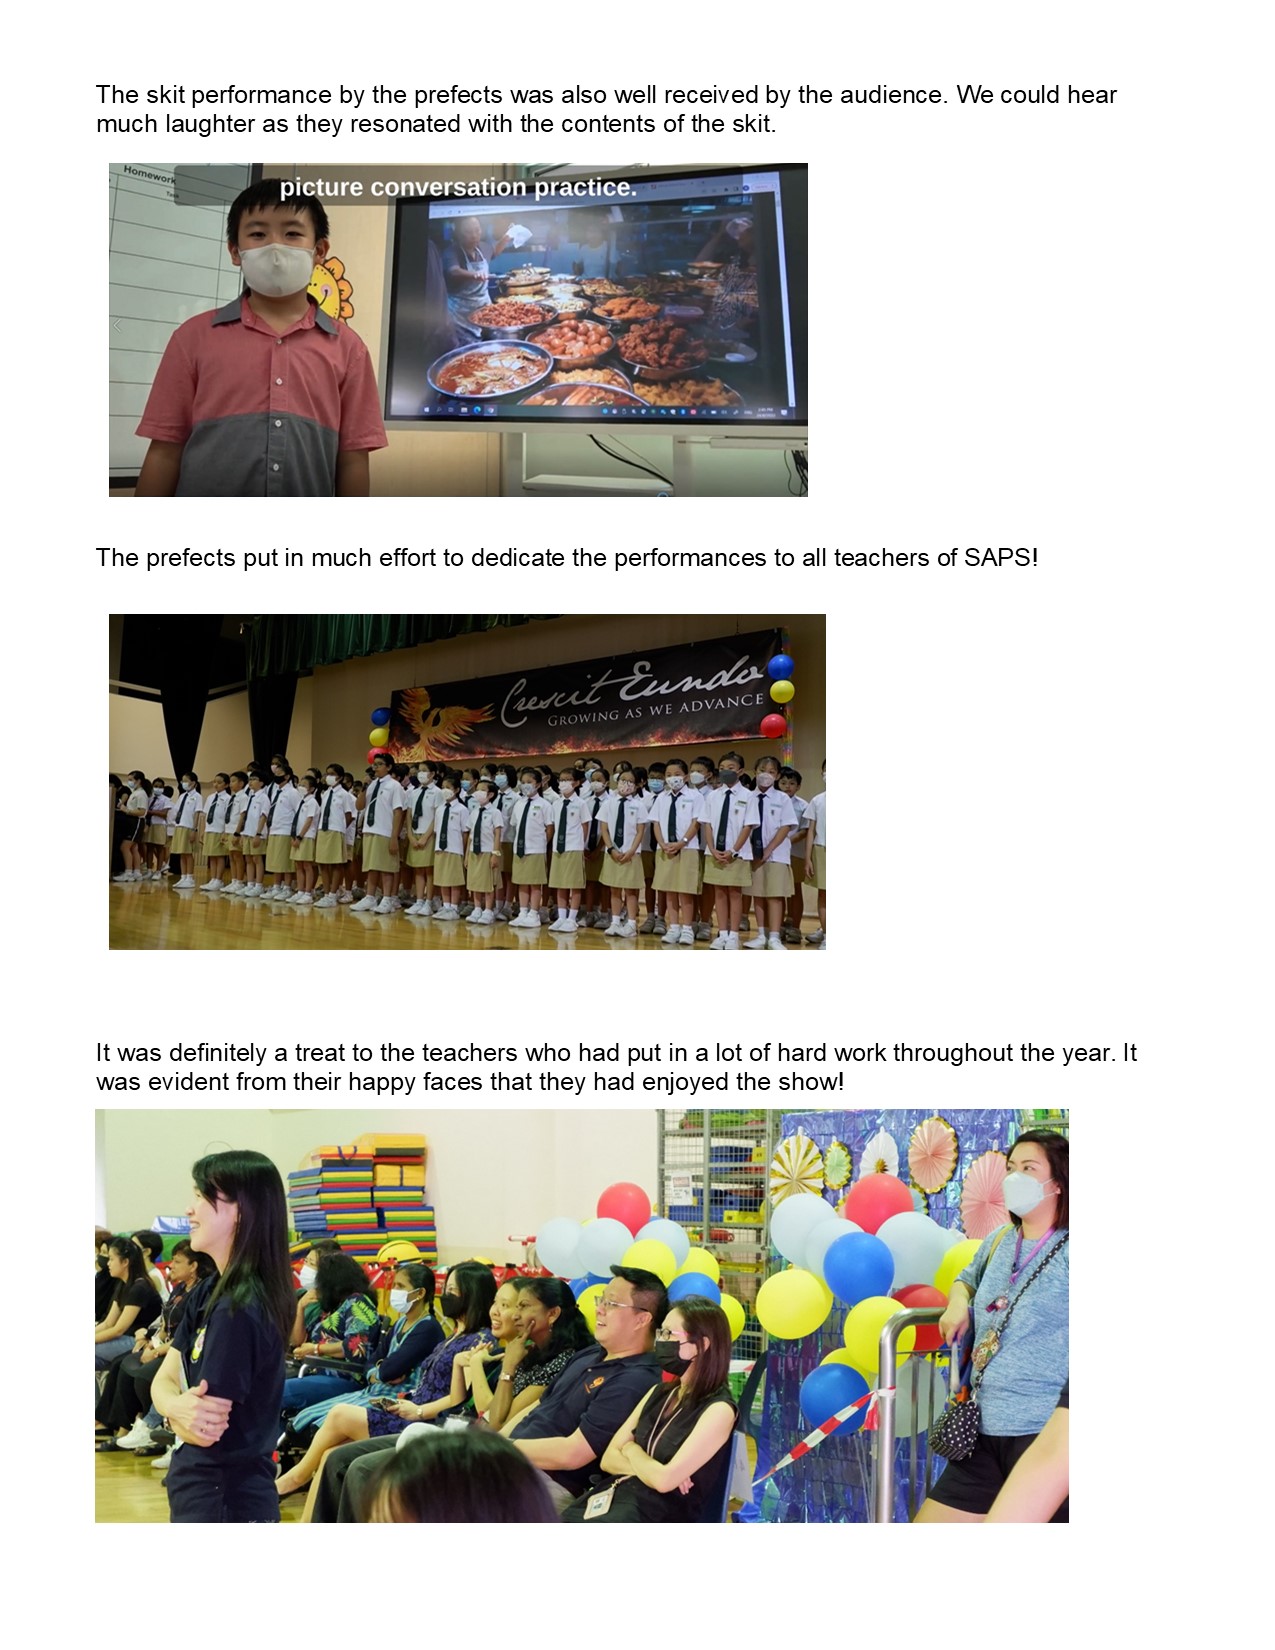 The skit performance by the prefects was also well received by the audience. We could hear
much laughter as they resonated with the contents of the skit.
Homework
picture conversation practice.
The prefects put in much effort to dedicate the performances to all teachers of SAPS!
Crescit Eundo
GROWING AS WE ADVANCE
It was definitely a treat to the teachers who had put in a lot of hard work throughout the year. It
was evident from their happy faces that they had enjoyed the show!